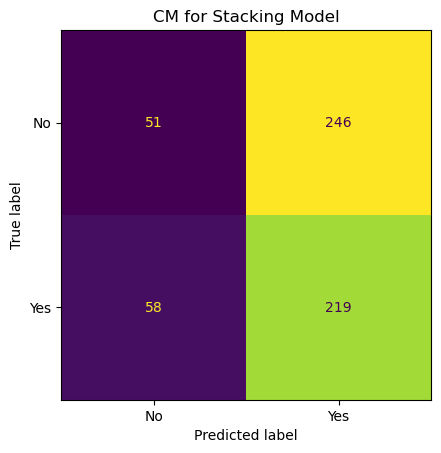 CM for Stacking Model
True label
No
51
246
Yes
58
219
No
Yes
Predicted label